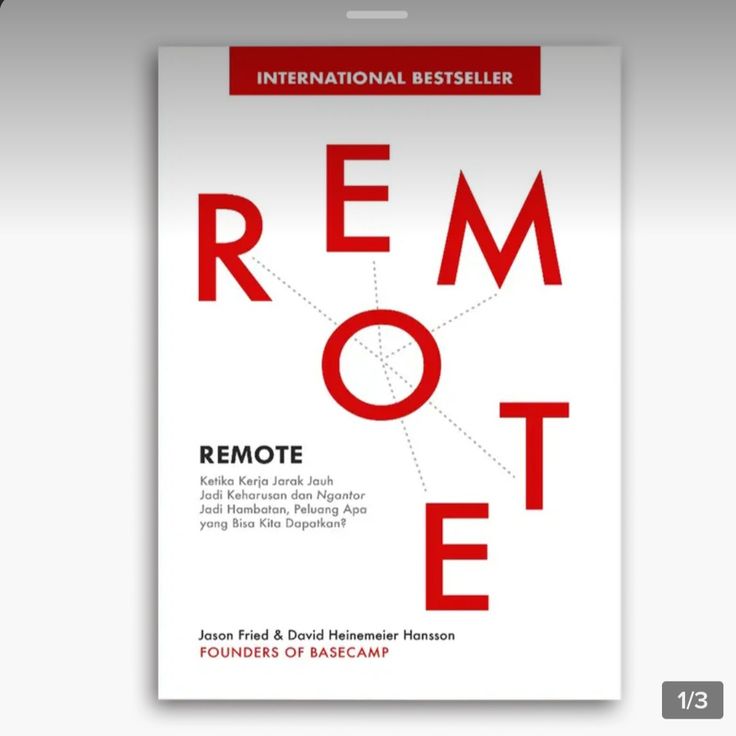 INTERNATIONAL BESTSELLER
REMOTE
REMOTE
Ketika Kerja Jarak Jauh
Jadi Keharusan dan Ngantor
Jadi Hambatan, Peluang Apa
yang Bisa Kita Dapatkan?
Jason Fried & David Heinemeier Hansson
FOUNDERS OF BASECAMP
1/3